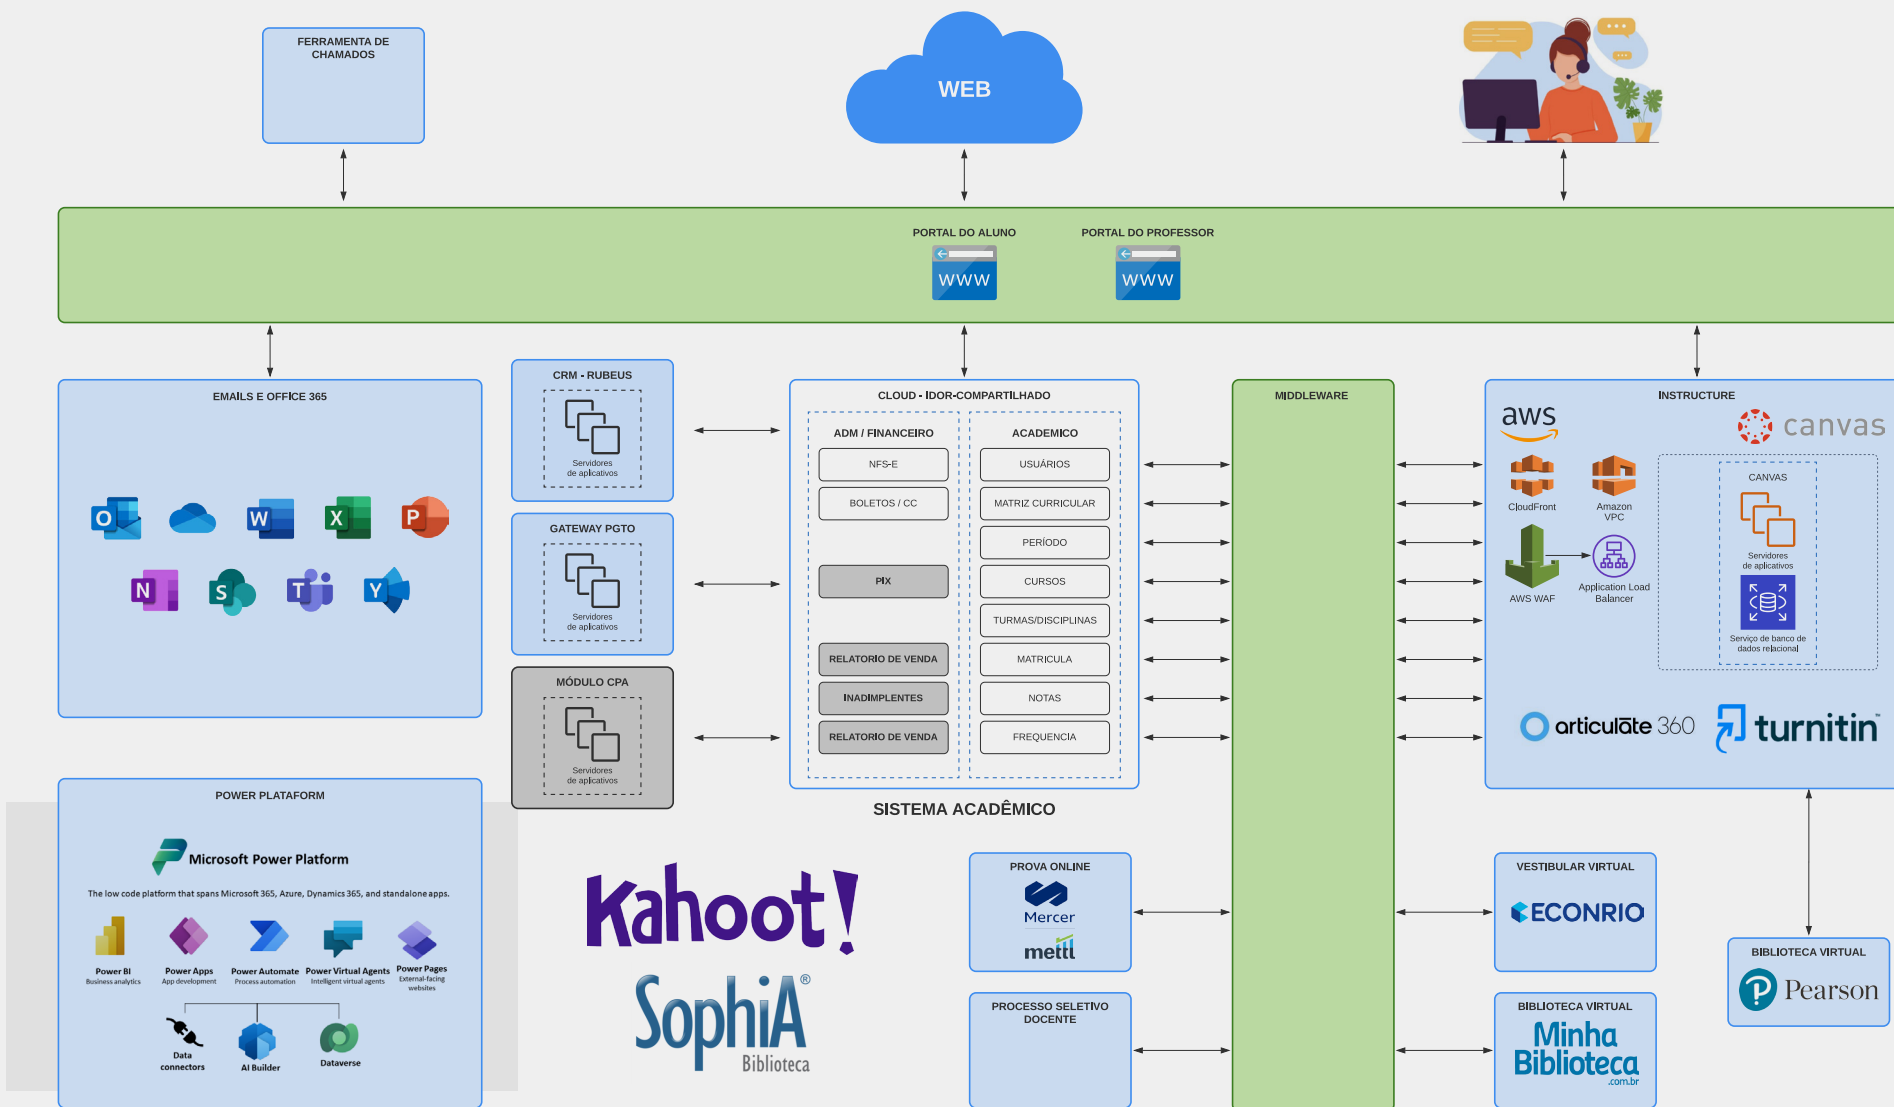 FERRAMENTA DE
CHAMADOS
WEB
PORTAL DO ALUNO
WWW
PORTAL DO PROFESSOR
WWW
EMAILS E OFFICE 365
O
W
X
P
N
S
T
Y
CRM - RUBEUS
Servidores
de aplicativos
GATEWAY PGTO
Servidores
de aplicativos
MÓDULO CPA
Servidores
de aplicativos
CLOUD - IDOR-COMPARTILHADO
ADM / FINANCEIRO
NFS-E
BOLETOS / CC
PIX
RELATORIO DE VENDA
INADIMPLENTES
RELATORIO DE VENDA
ACADEMICO
USUÁRIOS
MATRIZ CURRICULAR
PERÍODO
CURSOS
TURMAS/DISCIPLINAS
MATRICULA
NOTAS
FREQUENCIA
SISTEMA ACADÊMICO
MIDDLEWARE
INSTRUCTURE
aws
canvas
CloudFront
Amazon
VPC
AWS WAF
Application Load
Balancer
CANVAS
Servidores
de aplicativos
Serviço de banco de
dados relacional
articulate 360
turnitin™
POWER PLATAFORM
Microsoft Power Platform
The low code platform that spans Microsoft 365, Azure, Dynamics 365, and standalone apps.
Power BI
Business analytics
Power Apps
App development
Power Automate
Process automation
Power Virtual Agents
Intelligent virtual agents
Power Pages
External-facing
websites
Data
connectors
AI Builder
Dataverse
Kahoot!
SophiA®
Biblioteca
PROVA ONLINE
Mercer
mettl
PROCESSO SELETIVO
DOCENTE
VESTIBULAR VIRTUAL
ECONRIO
BIBLIOTECA VIRTUAL
Minha
Biblioteca
.com.br
BIBLIOTECA VIRTUAL
P Pearson